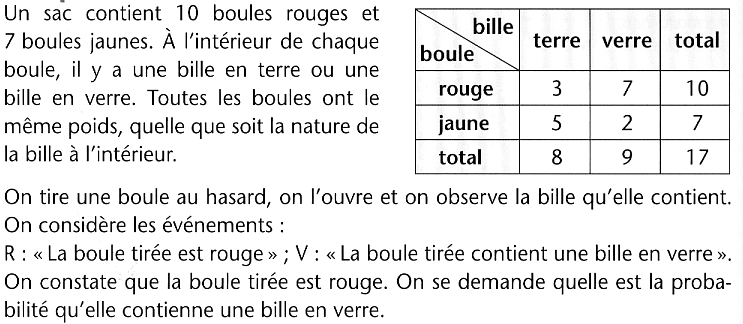 Un sac contient 10 boules rouges et
7 boules jaunes. À l'intérieur de chaque
boule, il y a une bille en terre ou une
bille en verre. Toutes les boules ont le
même poids, quelle que soit la nature de
la bille à l'intérieur.
bille
boule terre verre total
rouge 3 7 10
jaune 5 2 7
total 8 9 17
On tire une boule au hasard, on l'ouvre et on observe la bille qu'elle contient.
On considère les événements :
R : « La boule tirée est rouge » ; V : « La boule tirée contient une bille en verre ».
On constate que la boule tirée est rouge. On se demande quelle est la proba-
bilité qu'elle contienne une bille en verre.